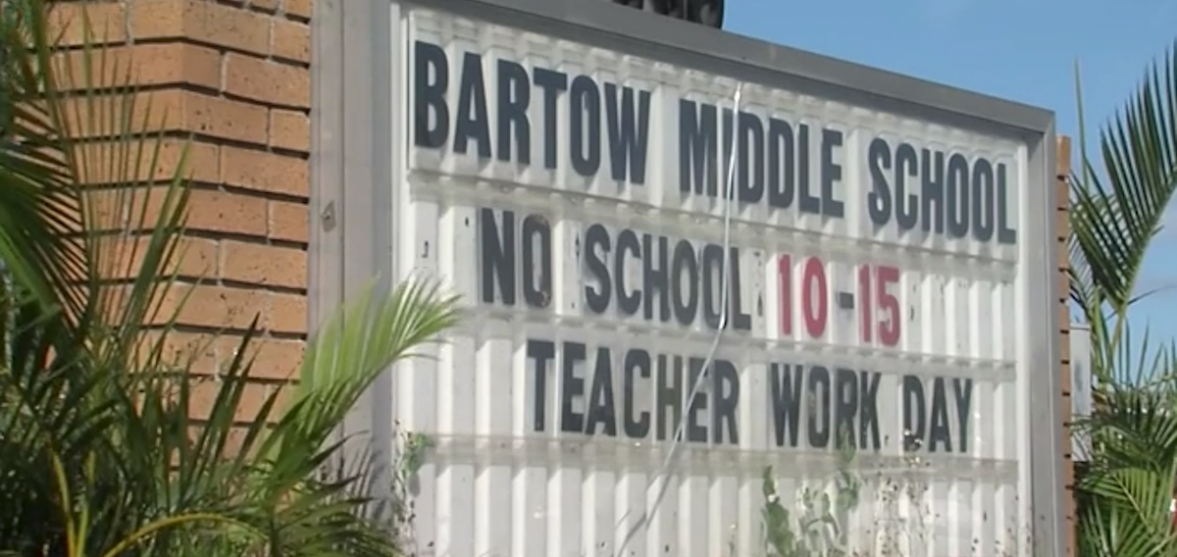 BARTOW MIDDLE SCHOOL
NO SCHOOL 10-15
TEACHER WORK DAY